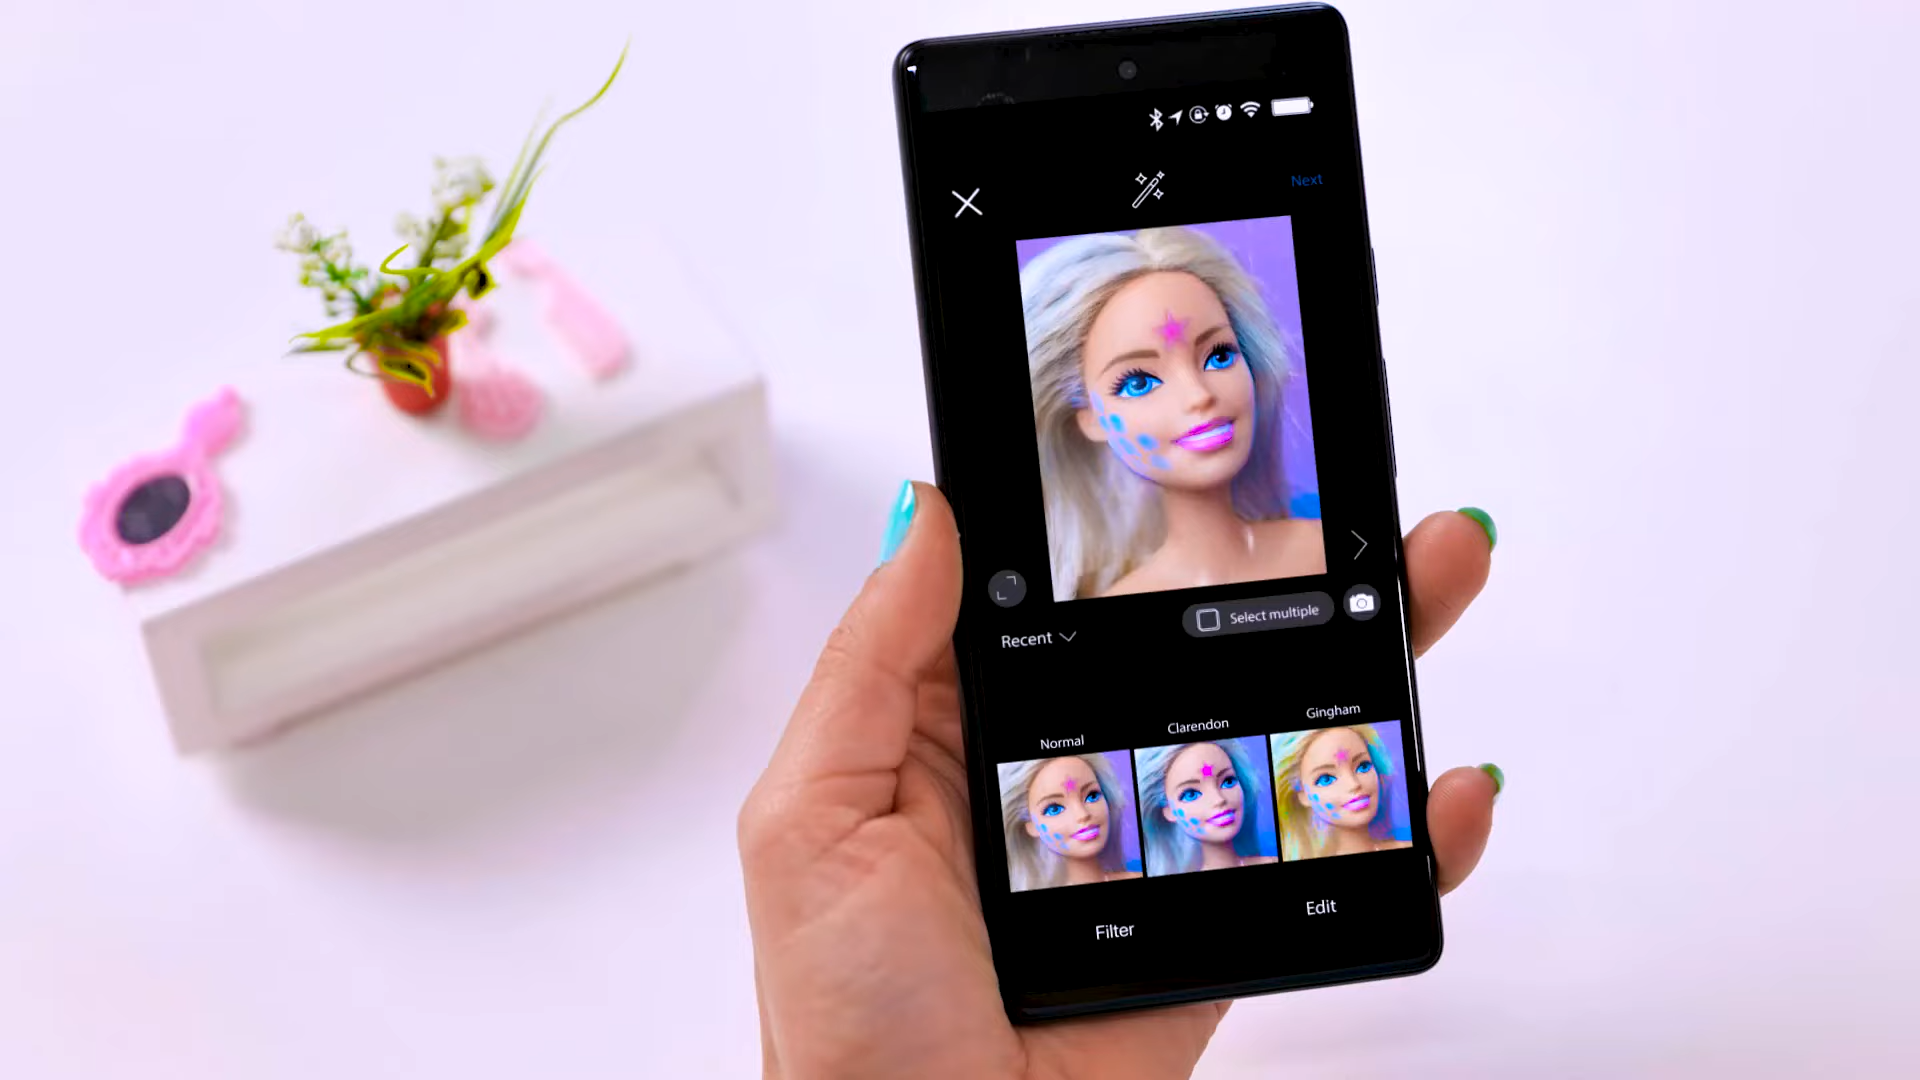 Next
Select multiple
Recent
Gingham
Clarendon
Normal
Edit
Filter